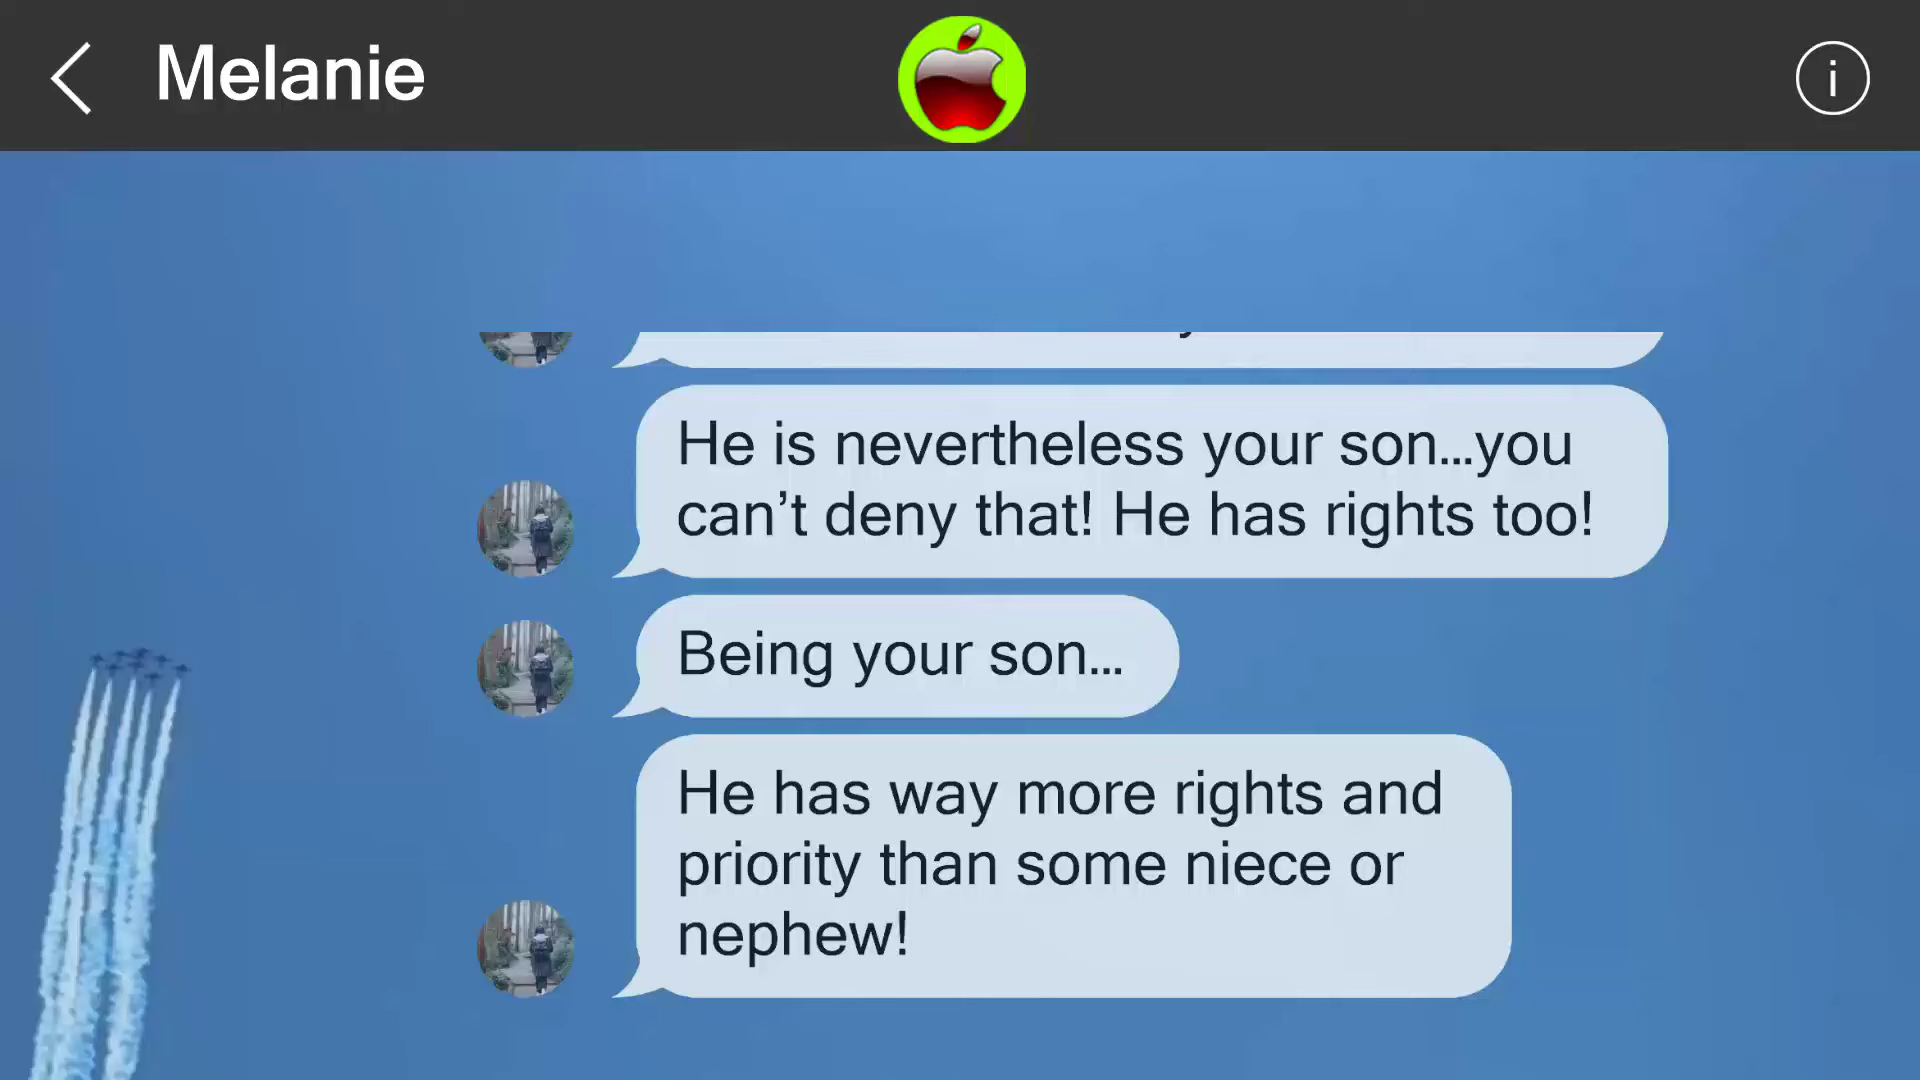 Melanie
i
He is nevertheless your son...you
can’t deny that! He has rights too!
Being your son...
He has way more rights and
priority than some niece or
nephew!